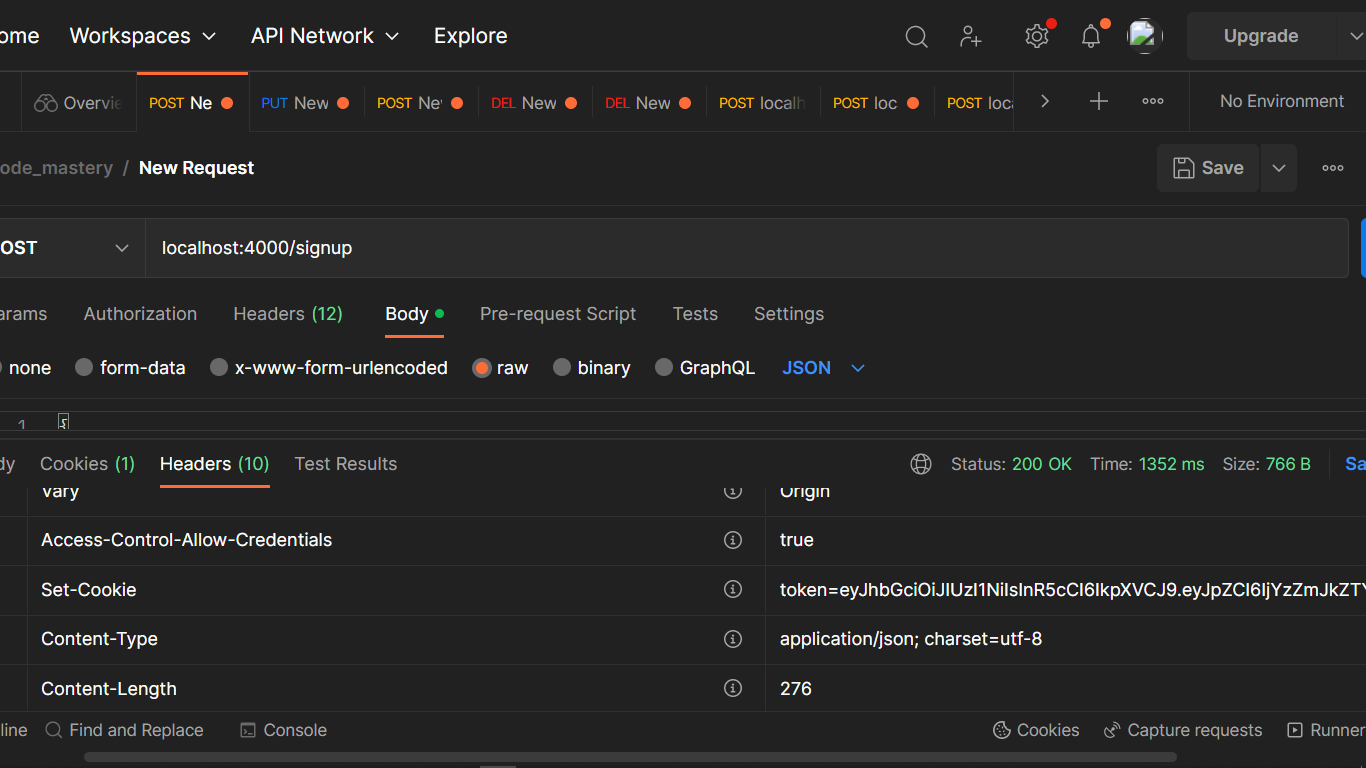 ome Workspaces API Network Explore Upgrade
Overvie POST Ne PUT New POST Ne DEL New DEL New POST localh POST loc POST loca No Environment
ode_mastery / New Request Save
OST localhost:4000/signup
arams Authorization Headers (12) Body Pre-request Script Tests Settings
none form-data x-www-form-urlencoded raw binary GraphQL JSON
1 {
dy Cookies (1) Headers (10) Test Results Status: 200 OK Time: 1352 ms Size: 766 B Sa
Vary Origin
Access-Control-Allow-Credentials true
Set-Cookie token=eyJhbGciOiJIUzI1NiIsInR5cCI6IkpXVCJ9.eyJpZCI6IjYzZmJkZTY
Content-Type application/json; charset=utf-8
Content-Length 276
line Find and Replace Console Cookies Capture requests Runner